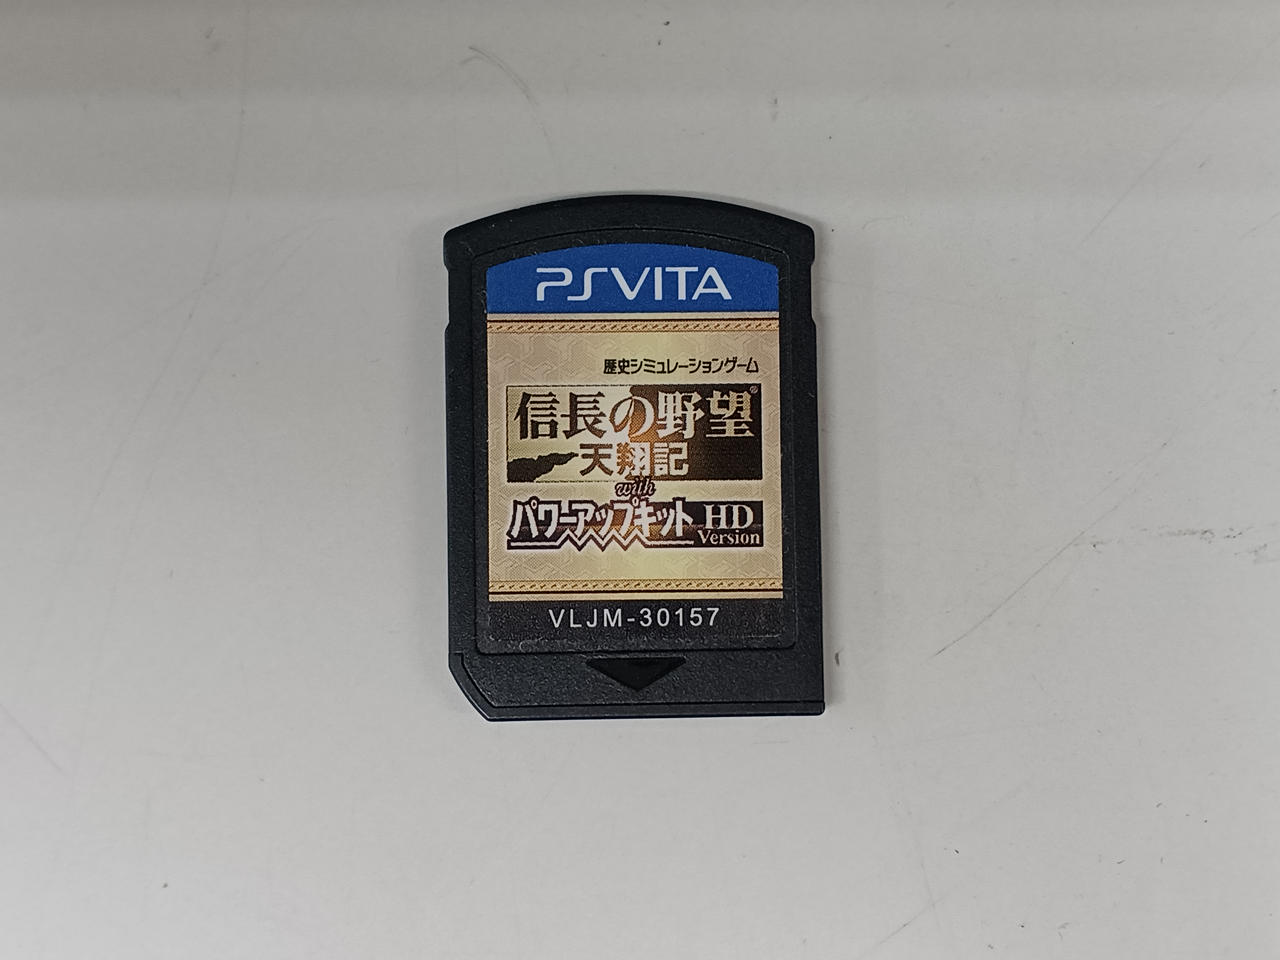 PSVITA
歴史シミュレーションゲーム
信長の野望®
天翔記
with
パワーアップキット HD Version
VLJM-30157